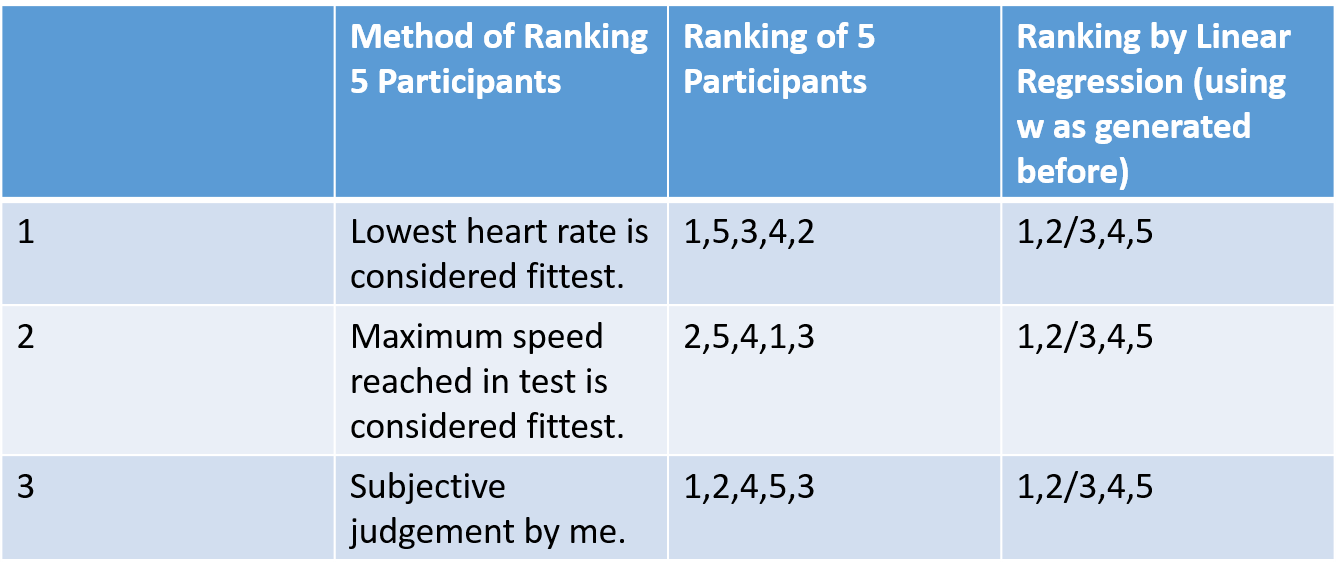 Method of Ranking
5 Participants
Ranking of 5
Participants
Ranking by Linear
Regression (using
w as generated
before)
1
Lowest heart rate is
considered fittest.
1,5,3,4,2
1,2/3,4,5
2
Maximum speed
reached in test is
considered fittest.
2,5,4,1,3
1,2/3,4,5
3
Subjective
judgement by me.
1,2,4,5,3
1,2/3,4,5